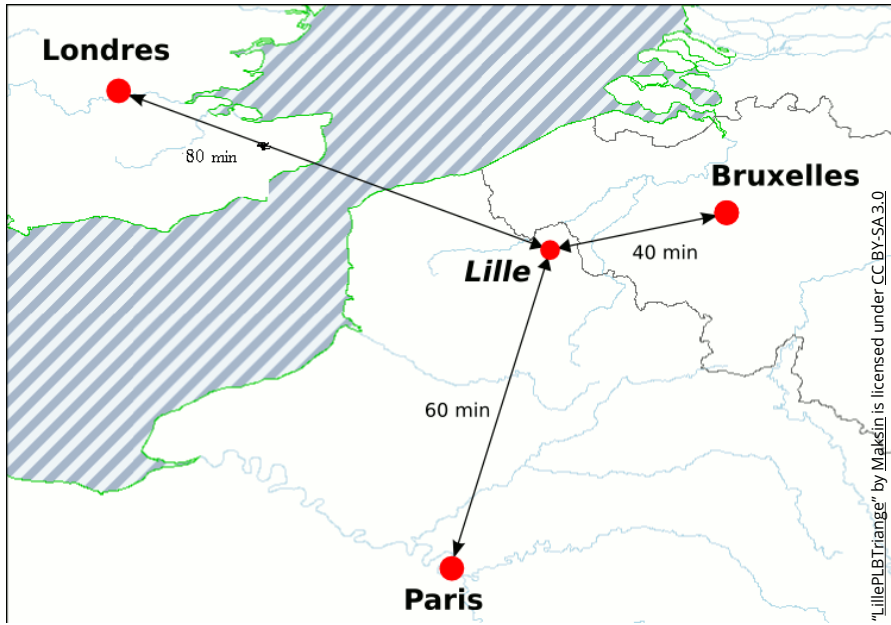 Londres
80 min
Bruxelles
40 min
Lille
60 min
Paris
“LillePLBTriange” by Maksin is licensed under CC BY-SA 3.0